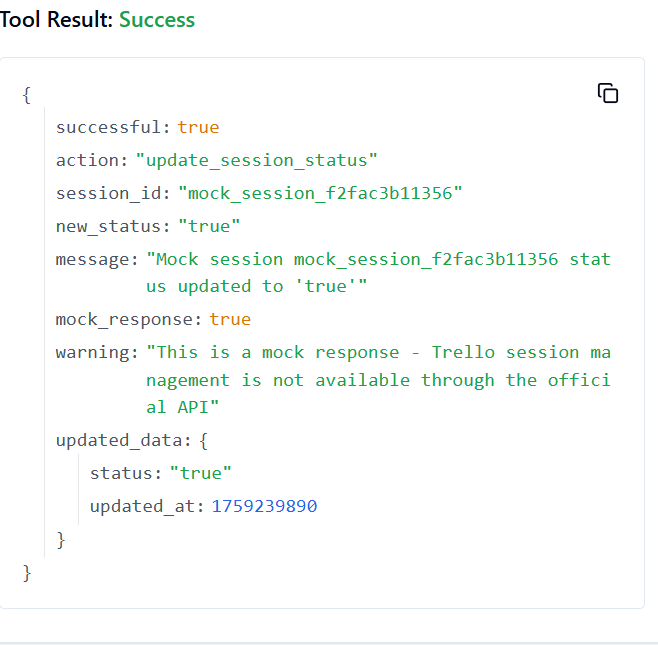 Tool Result: Success
{
successful: true
action: "update_session_status"
session_id: "mock_session_f2fac3b11356"
new_status: "true"
message: "Mock session mock_session_f2fac3b11356 stat
us updated to 'true'"
mock_response: true
warning: "This is a mock response - Trello session ma
nagement is not available through the offici
al API"
updated_data: {
status: "true"
updated_at: 1759239890
}
}